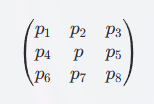 p₁ p₂ p₃
p₄ p p₅
p₆ p₇ p₈